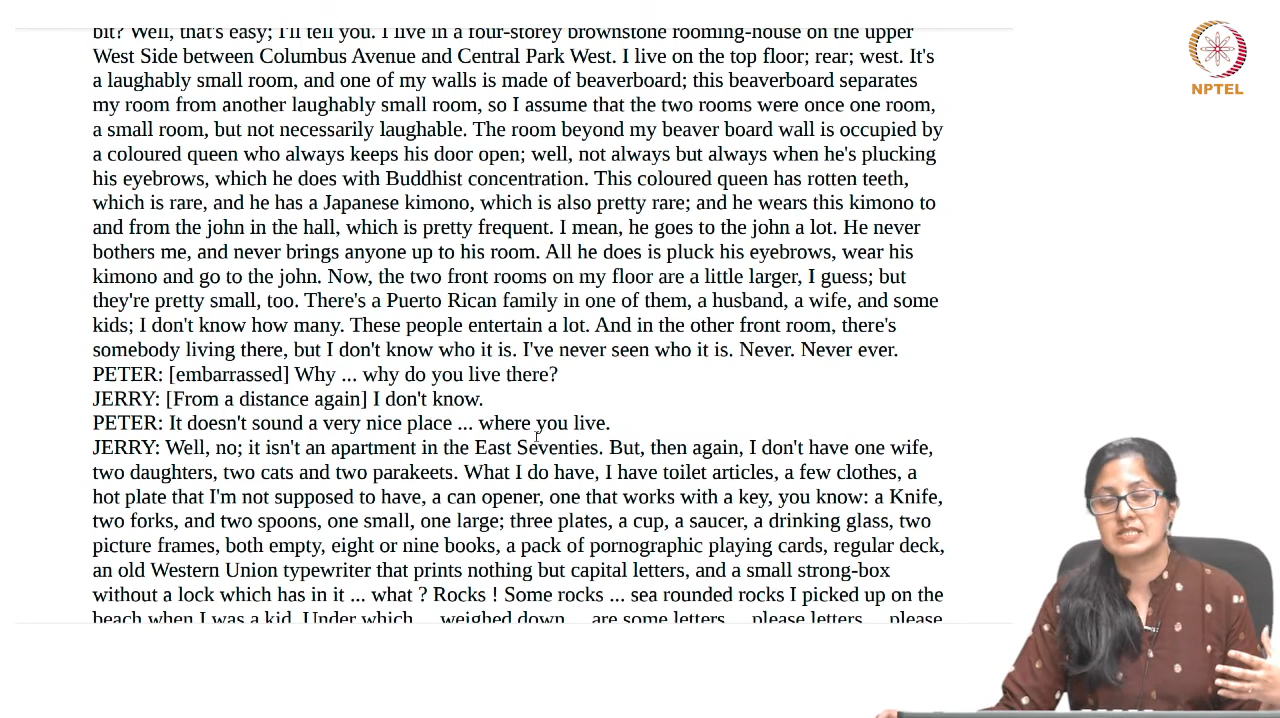 bit? Well, that's easy; I'll tell you. I live in a four-storey brownstone rooming-house on the upper
West Side between Columbus Avenue and Central Park West. I live on the top floor; rear; west. It's
a laughably small room, and one of my walls is made of beaverboard; this beaverboard separates
my room from another laughably small room, so I assume that the two rooms were once one room,
a small room, but not necessarily laughable. The room beyond my beaver board wall is occupied by
a coloured queen who always keeps his door open; well, not always but always when he's plucking
his eyebrows, which he does with Buddhist concentration. This coloured queen has rotten teeth,
which is rare, and he has a Japanese kimono, which is also pretty rare; and he wears this kimono to
and from the john in the hall, which is pretty frequent. I mean, he goes to the john a lot. He never
bothers me, and never brings anyone up to his room. All he does is pluck his eyebrows, wear his
kimono and go to the john. Now, the two front rooms on my floor are a little larger, I guess; but
they're pretty small, too. There's a Puerto Rican family in one of them, a husband, a wife, and some
kids; I don't know how many. These people entertain a lot. And in the other front room, there's
somebody living there, but I don't know who it is. I've never seen who it is. Never. Never ever.
PETER: [embarrassed] Why ... why do you live there?
JERRY: [From a distance again] I don't know.
PETER: It doesn't sound a very nice place ... where you live.
JERRY: Well, no; it isn't an apartment in the East Seventies. But, then again, I don't have one wife,
two daughters, two cats and two parakeets. What I do have, I have toilet articles, a few clothes, a
hot plate that I'm not supposed to have, a can opener, one that works with a key, you know: a Knife,
two forks, and two spoons, one small, one large; three plates, a cup, a saucer, a drinking glass, two
picture frames, both empty, eight or nine books, a pack of pornographic playing cards, regular deck,
an old Western Union typewriter that prints nothing but capital letters, and a small strong-box
without a lock which has in it ... what ? Rocks ! Some rocks ... sea rounded rocks I picked up on the
beach when I was a kid. Under which ... weighed down ... are some letters ... please letters ... please
NPTEL